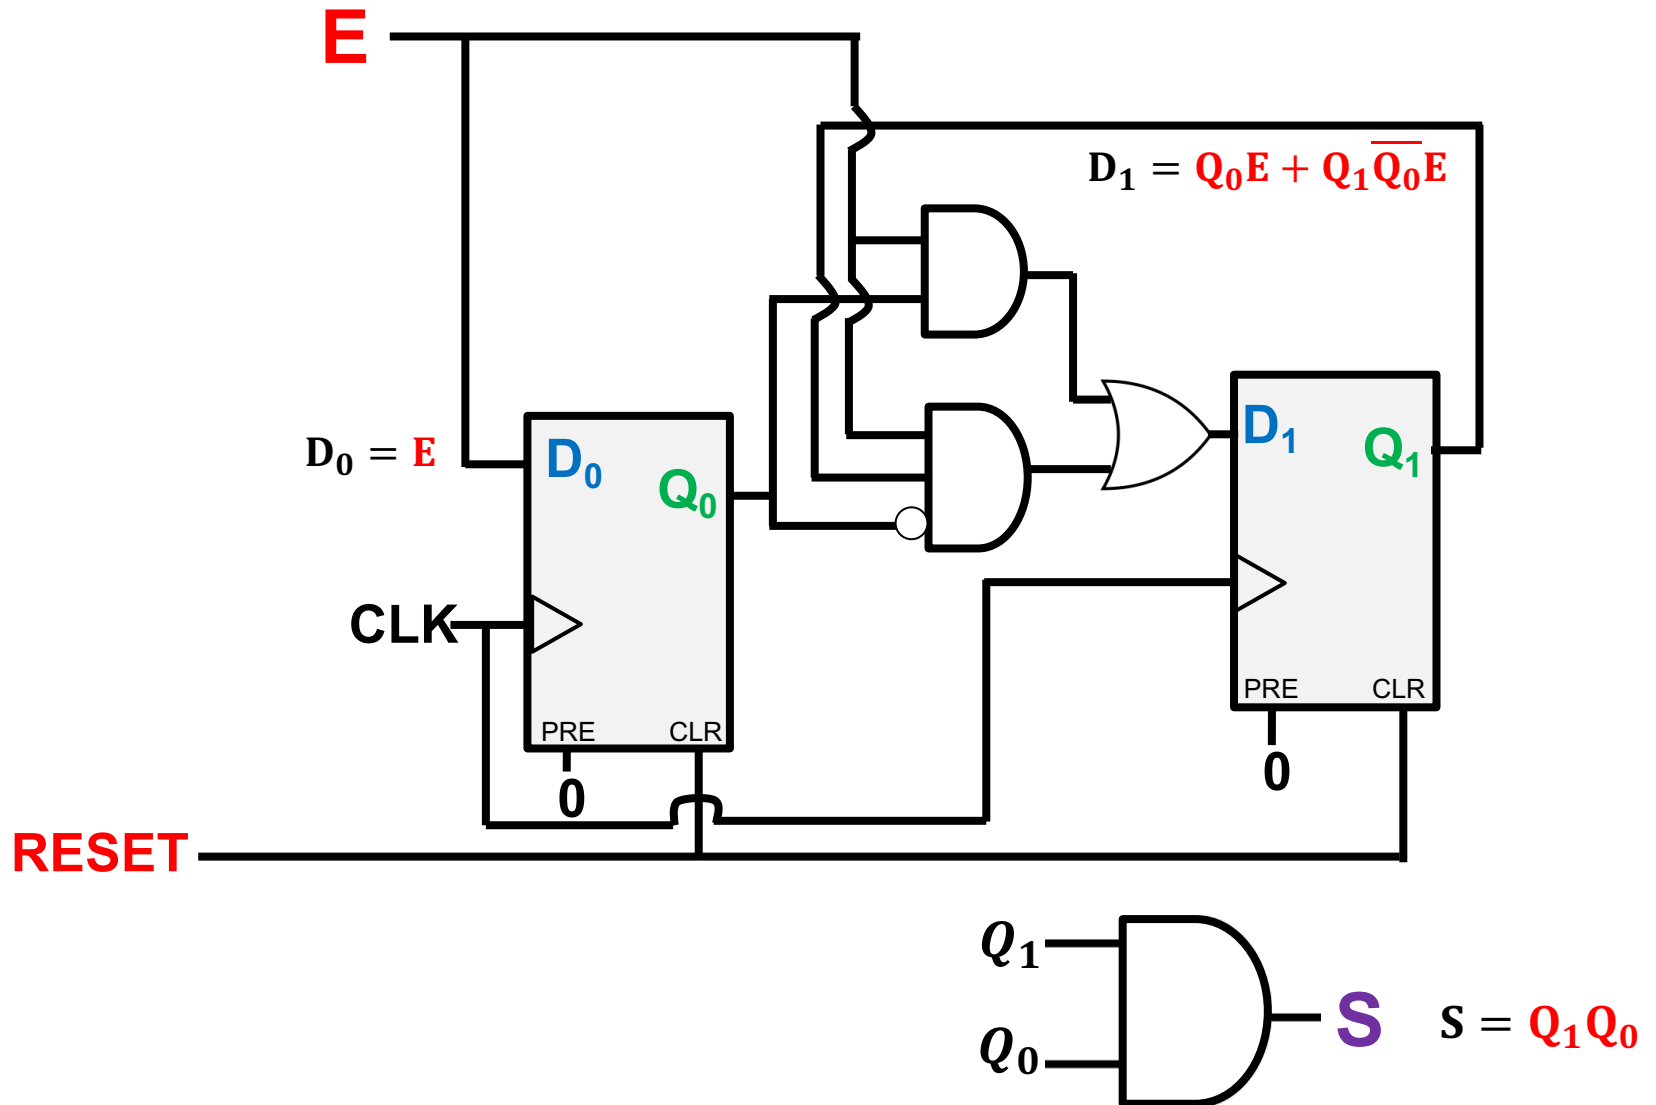 E
D₁ = Q₀E + Q₁Q̅₀E
D₀ = E
D₀
Q₀
D₁
Q₁
CLK
PRE CLR
0
PRE CLR
0
RESET
Q₁
Q₀
S
S = Q₁Q₀